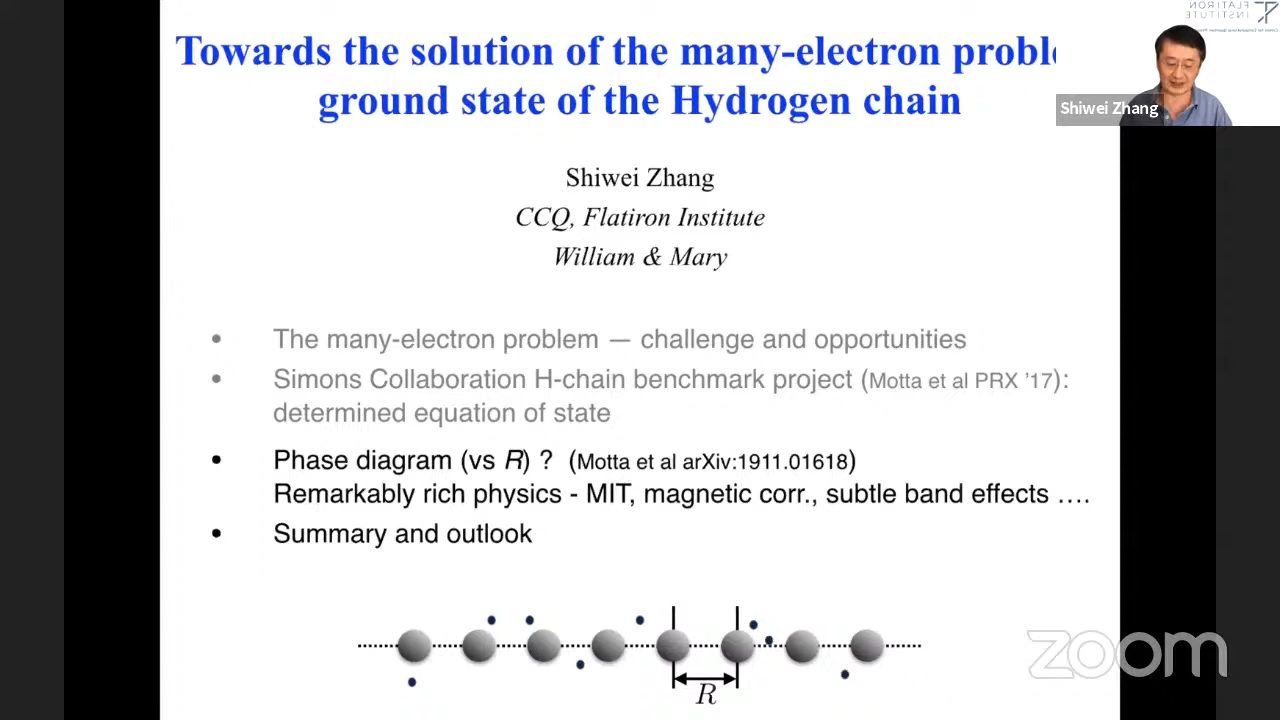 FLATIRON
INSTITUTE
Towards the solution of the many-electron proble
ground state of the Hydrogen chain
Shiwei Zhang
Shiwei Zhang
CCQ, Flatiron Institute
William & Mary
• The many-electron problem — challenge and opportunities
• Simons Collaboration H-chain benchmark project (Motta et al PRX '17):
determined equation of state
• Phase diagram (vs R) ? (Motta et al arXiv:1911.01618)
Remarkably rich physics - MIT, magnetic corr., subtle band effects ....
• Summary and outlook
R
zoom